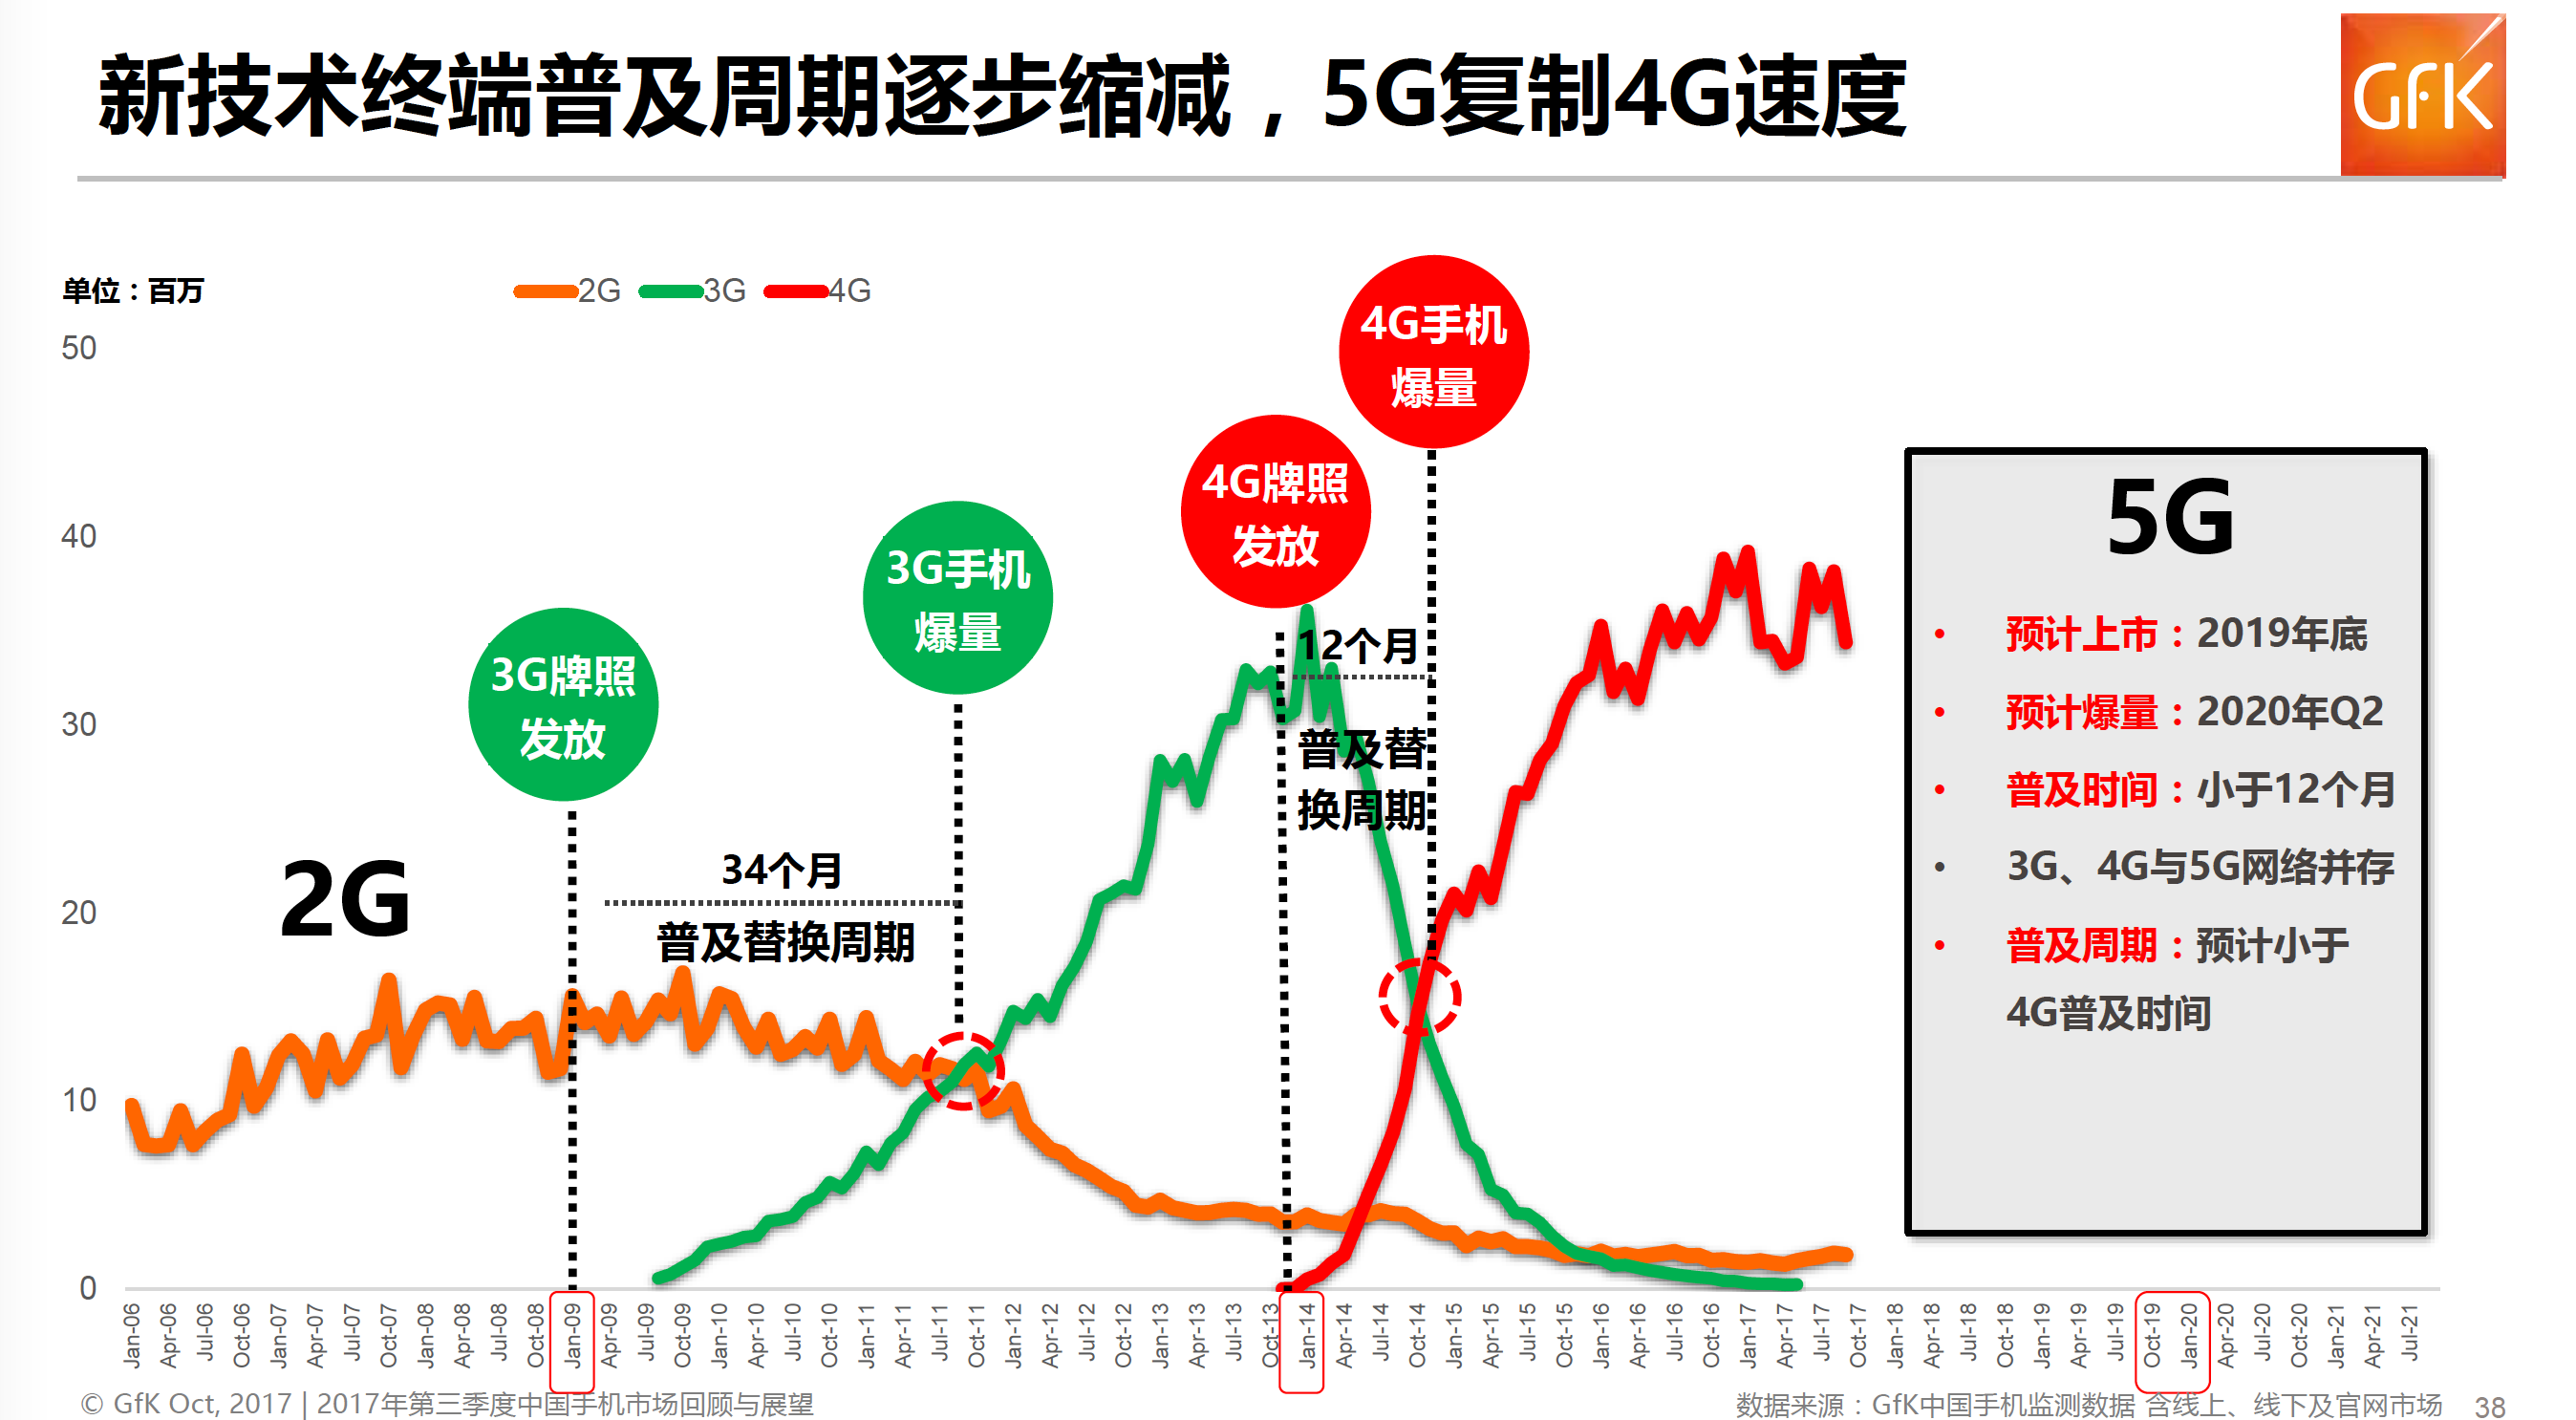 新技术终端普及周期逐步缩减，5G复制4G速度
GfK
单位：百万
2G 3G 4G
50
40
30
20
10
0
4G手机
爆量
4G牌照
发放
3G手机
爆量
3G牌照
发放
12个月
普及替
换周期
34个月
普及替换周期
2G
5G
• 预计上市：2019年底
• 预计爆量：2020年Q2
• 普及时间：小于12个月
• 3G、4G与5G网络并存
• 普及周期：预计小于
4G普及时间
Jan-06 Apr-06 Jul-06 Oct-06 Jan-07 Apr-07 Jul-07 Oct-07 Jan-08 Apr-08 Jul-08 Oct-08 Jan-09 Apr-09 Jul-09 Oct-09 Jan-10 Apr-10 Jul-10 Oct-10 Jan-11 Apr-11 Jul-11 Oct-11 Jan-12 Apr-12 Jul-12 Oct-12 Jan-13 Apr-13 Jul-13 Oct-13 Jan-14 Apr-14 Jul-14 Oct-14 Jan-15 Apr-15 Jul-15 Oct-15 Jan-16 Apr-16 Jul-16 Oct-16 Jan-17 Apr-17 Jul-17 Oct-17 Jan-18 Apr-18 Jul-18 Oct-18 Jan-19 Apr-19 Jul-19 Oct-19 Jan-20 Apr-20 Jul-20 Oct-20 Jan-21 Apr-21 Jul-21
© GfK Oct, 2017 | 2017年第三季度中国手机市场回顾与展望
数据来源：GfK中国手机监测数据 含线上、线下及官网市场
38